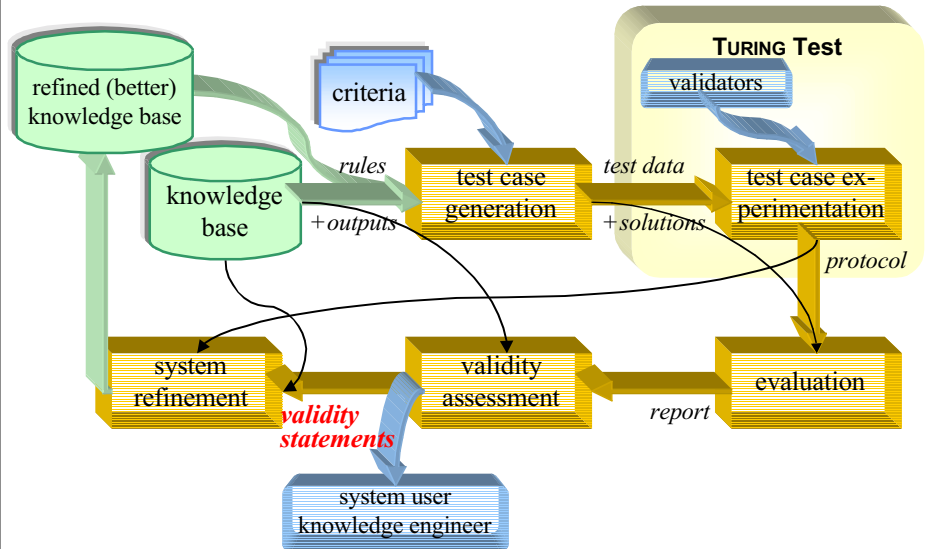 TURING Test
refined (better)
knowledge base
criteria
validators
rules
test case
generation
test data
test case ex-
perimentation
knowledge
base
+outputs
+solutions
protocol
system
refinement
validity
assessment
evaluation
validity
statements
report
system user
knowledge engineer